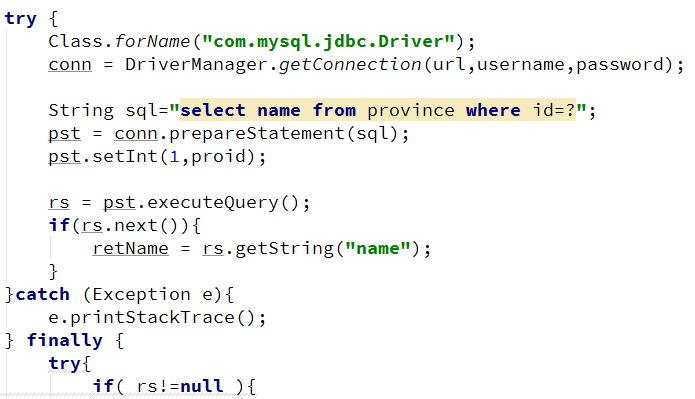 try {
    Class.forName("com.mysql.jdbc.Driver");
    conn = DriverManager.getConnection(url,username,password);
    String sql="select name from province where id=?";
    pst = conn.prepareStatement(sql);
    pst.setInt(1,proid);
    rs = pst.executeQuery();
    if(rs.next()){
        retName = rs.getString("name");
    }
}catch (Exception e){
    e.printStackTrace();
} finally {
    try{
        if( rs!=null ){